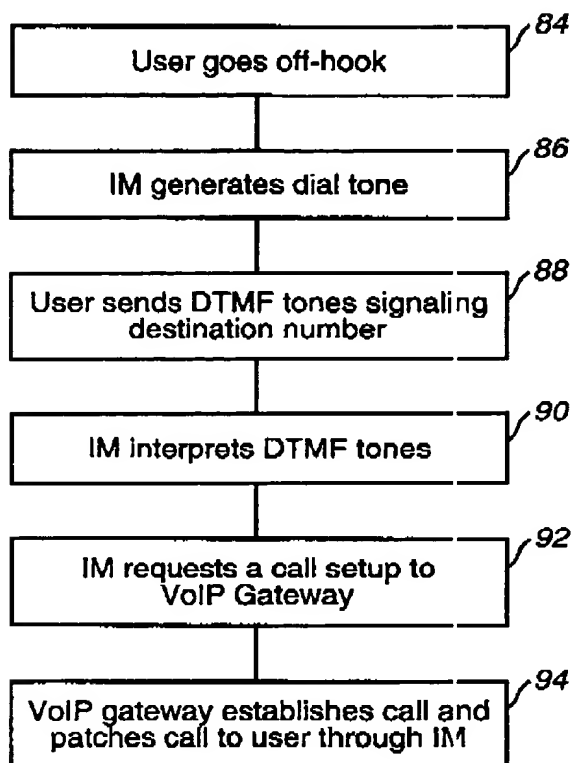 84
User goes off-hook
86
IM generates dial tone
88
User sends DTMF tones signaling
destination number
90
IM interprets DTMF tones
92
IM requests a call setup to
VoIP Gateway
94
VoIP gateway establishes call and
patches call to user through IM